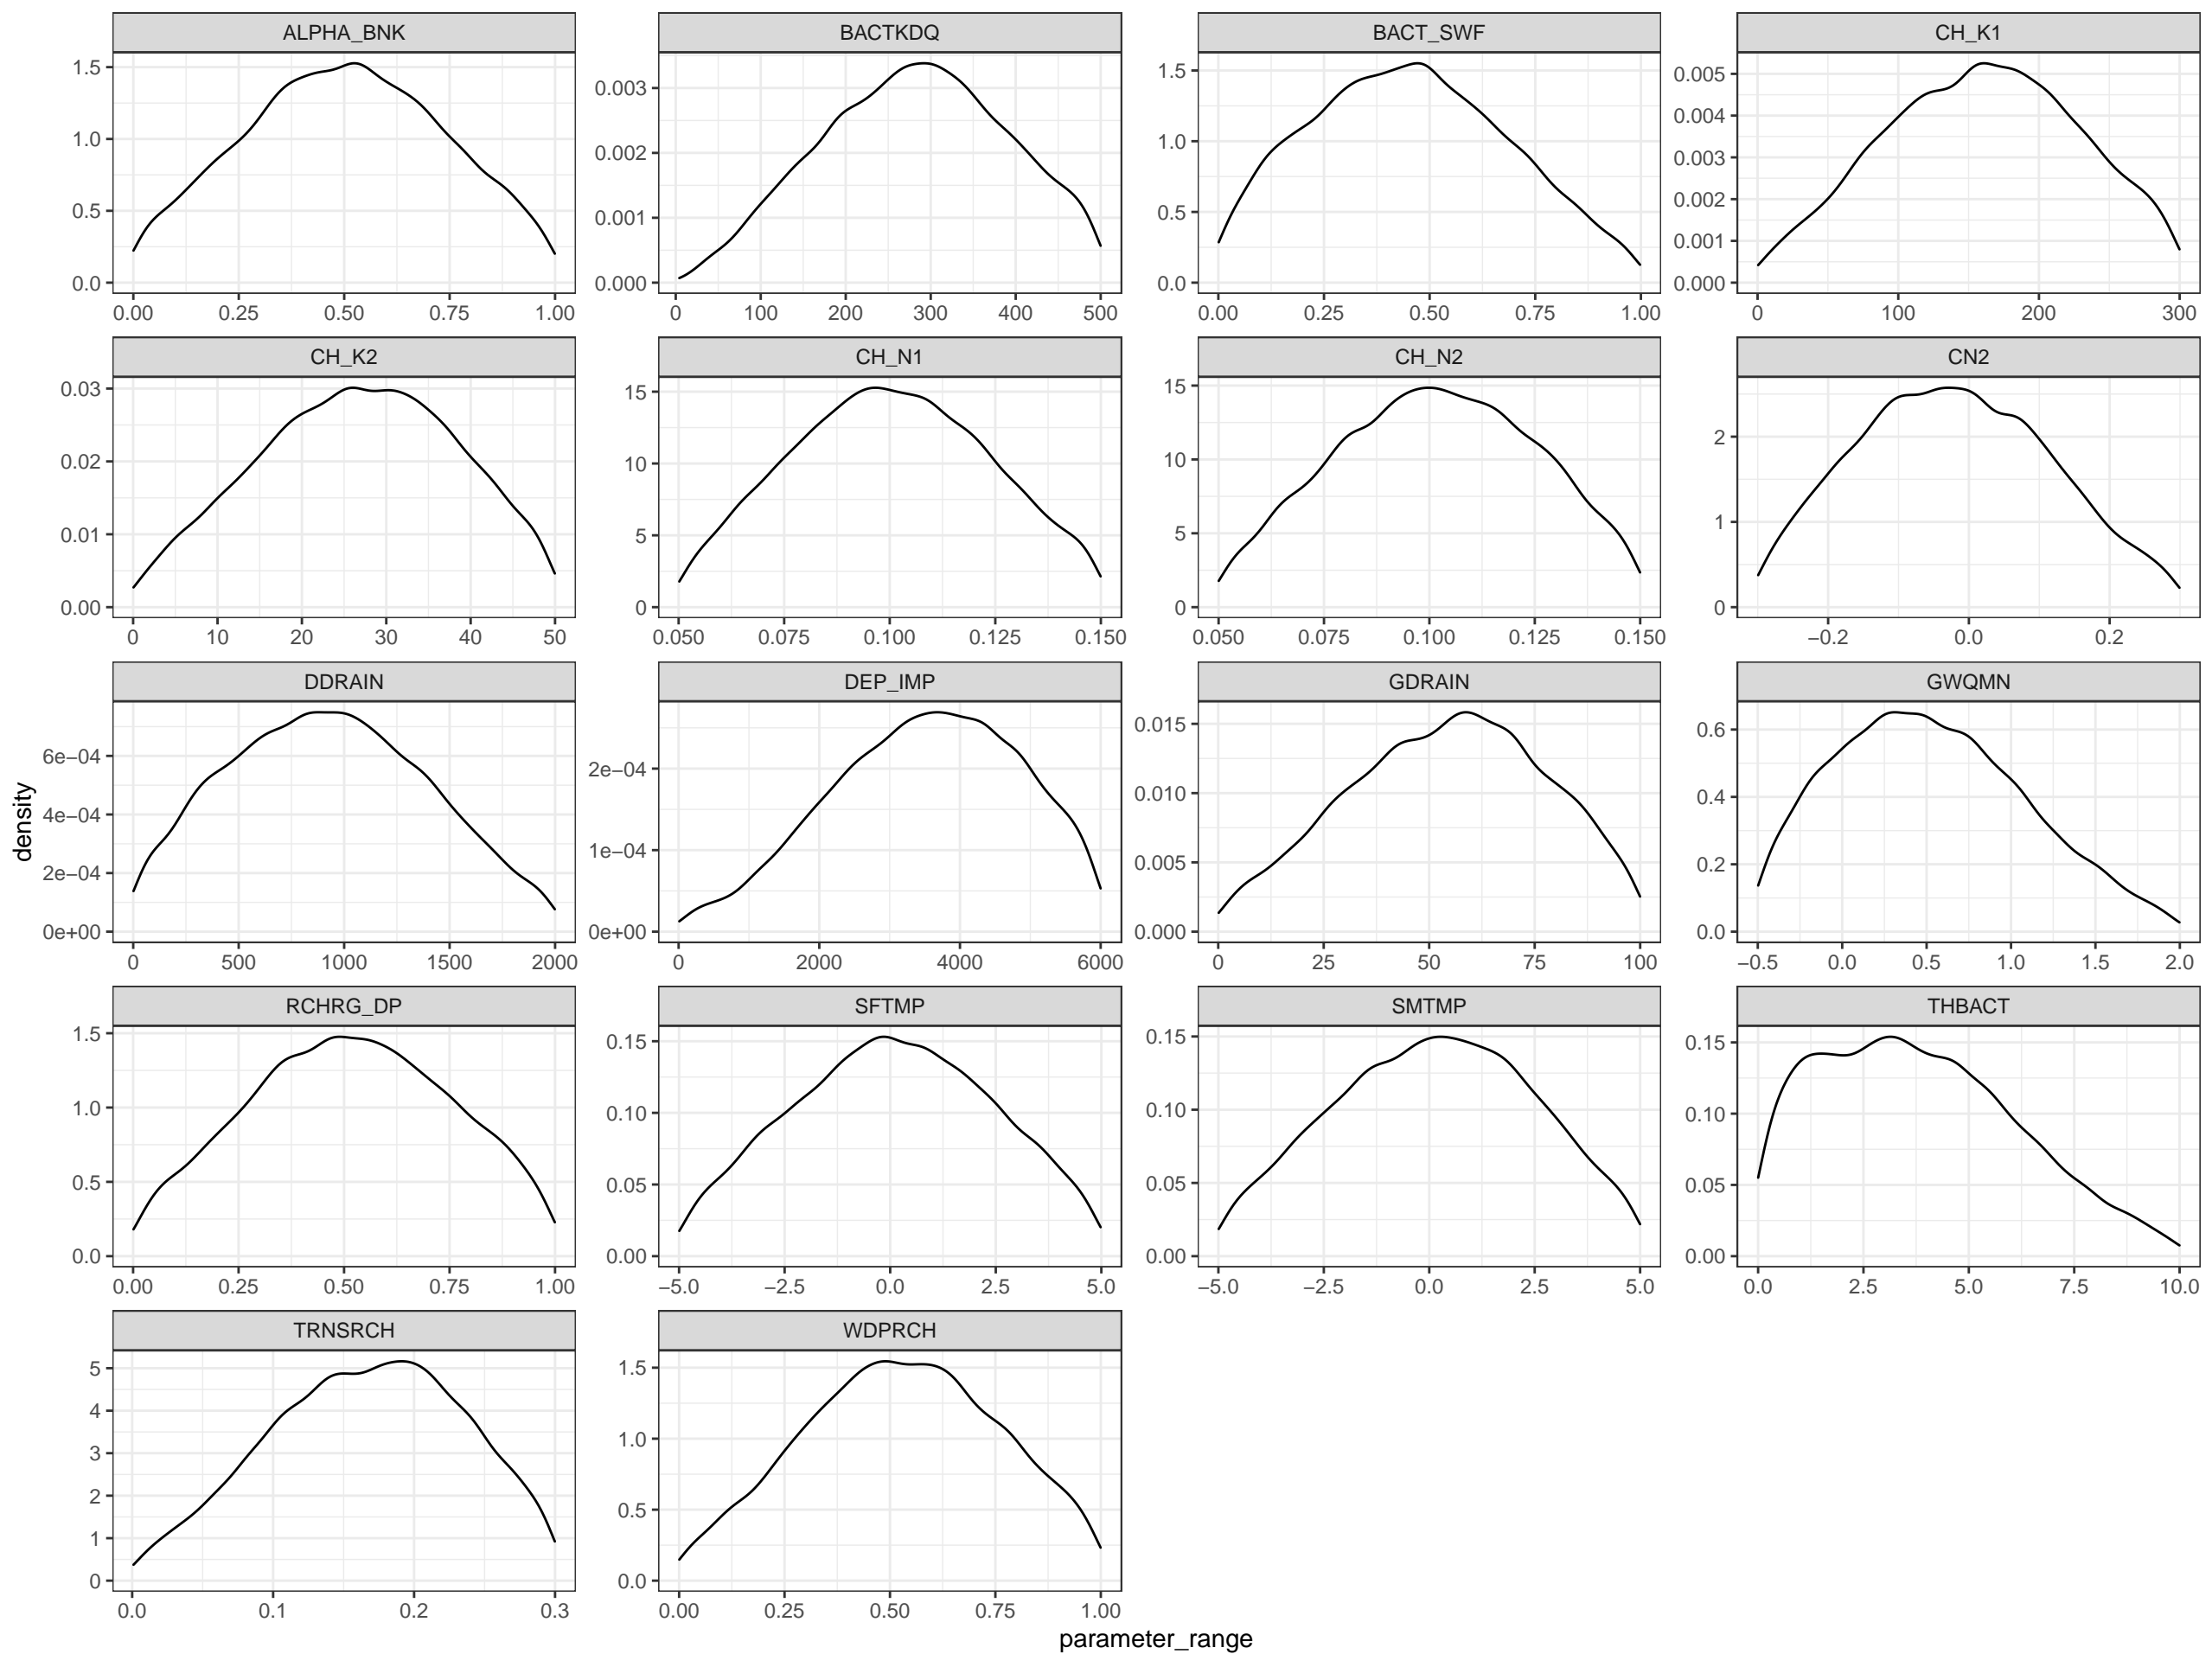 ALPHA_BNK BACTKDQ BACT_SWF CH_K1
1.5 1.0 0.5 0.0
0.003 0.002 0.001 0.000
1.5 1.0 0.5 0.0
0.005 0.004 0.003 0.002 0.001 0.000
0.00 0.25 0.50 0.75 1.00
0 100 200 300 400 500
0.00 0.25 0.50 0.75 1.00
0 100 200 300
CH_K2 CH_N1 CH_N2 CN2
0.03 0.02 0.01 0.00
15 10 5 0
15 10 5 0
2 1 0
0 10 20 30 40 50
0.050 0.075 0.100 0.125 0.150
0.050 0.075 0.100 0.125 0.150
−0.2 0.0 0.2
DDRAIN DEP_IMP GDRAIN GWQMN
density
6e−04 4e−04 2e−04 0e+00
2e−04 1e−04 0e+00
0.015 0.010 0.005 0.000
0.6 0.4 0.2 0.0
0 500 1000 1500 2000
0 2000 4000 6000
0 25 50 75 100
−0.5 0.0 0.5 1.0 1.5 2.0
RCHRG_DP SFTMP SMTMP THBACT
1.5 1.0 0.5 0.0
0.15 0.10 0.05 0.00
0.15 0.10 0.05 0.00
0.15 0.10 0.05 0.00
0.00 0.25 0.50 0.75 1.00
−5.0 −2.5 0.0 2.5 5.0
−5.0 −2.5 0.0 2.5 5.0
0.0 2.5 5.0 7.5 10.0
TRNSRCH WDPRCH
5 4 3 2 1 0
1.5 1.0 0.5 0.0
0.0 0.1 0.2 0.3
0.00 0.25 0.50 0.75 1.00
parameter_range